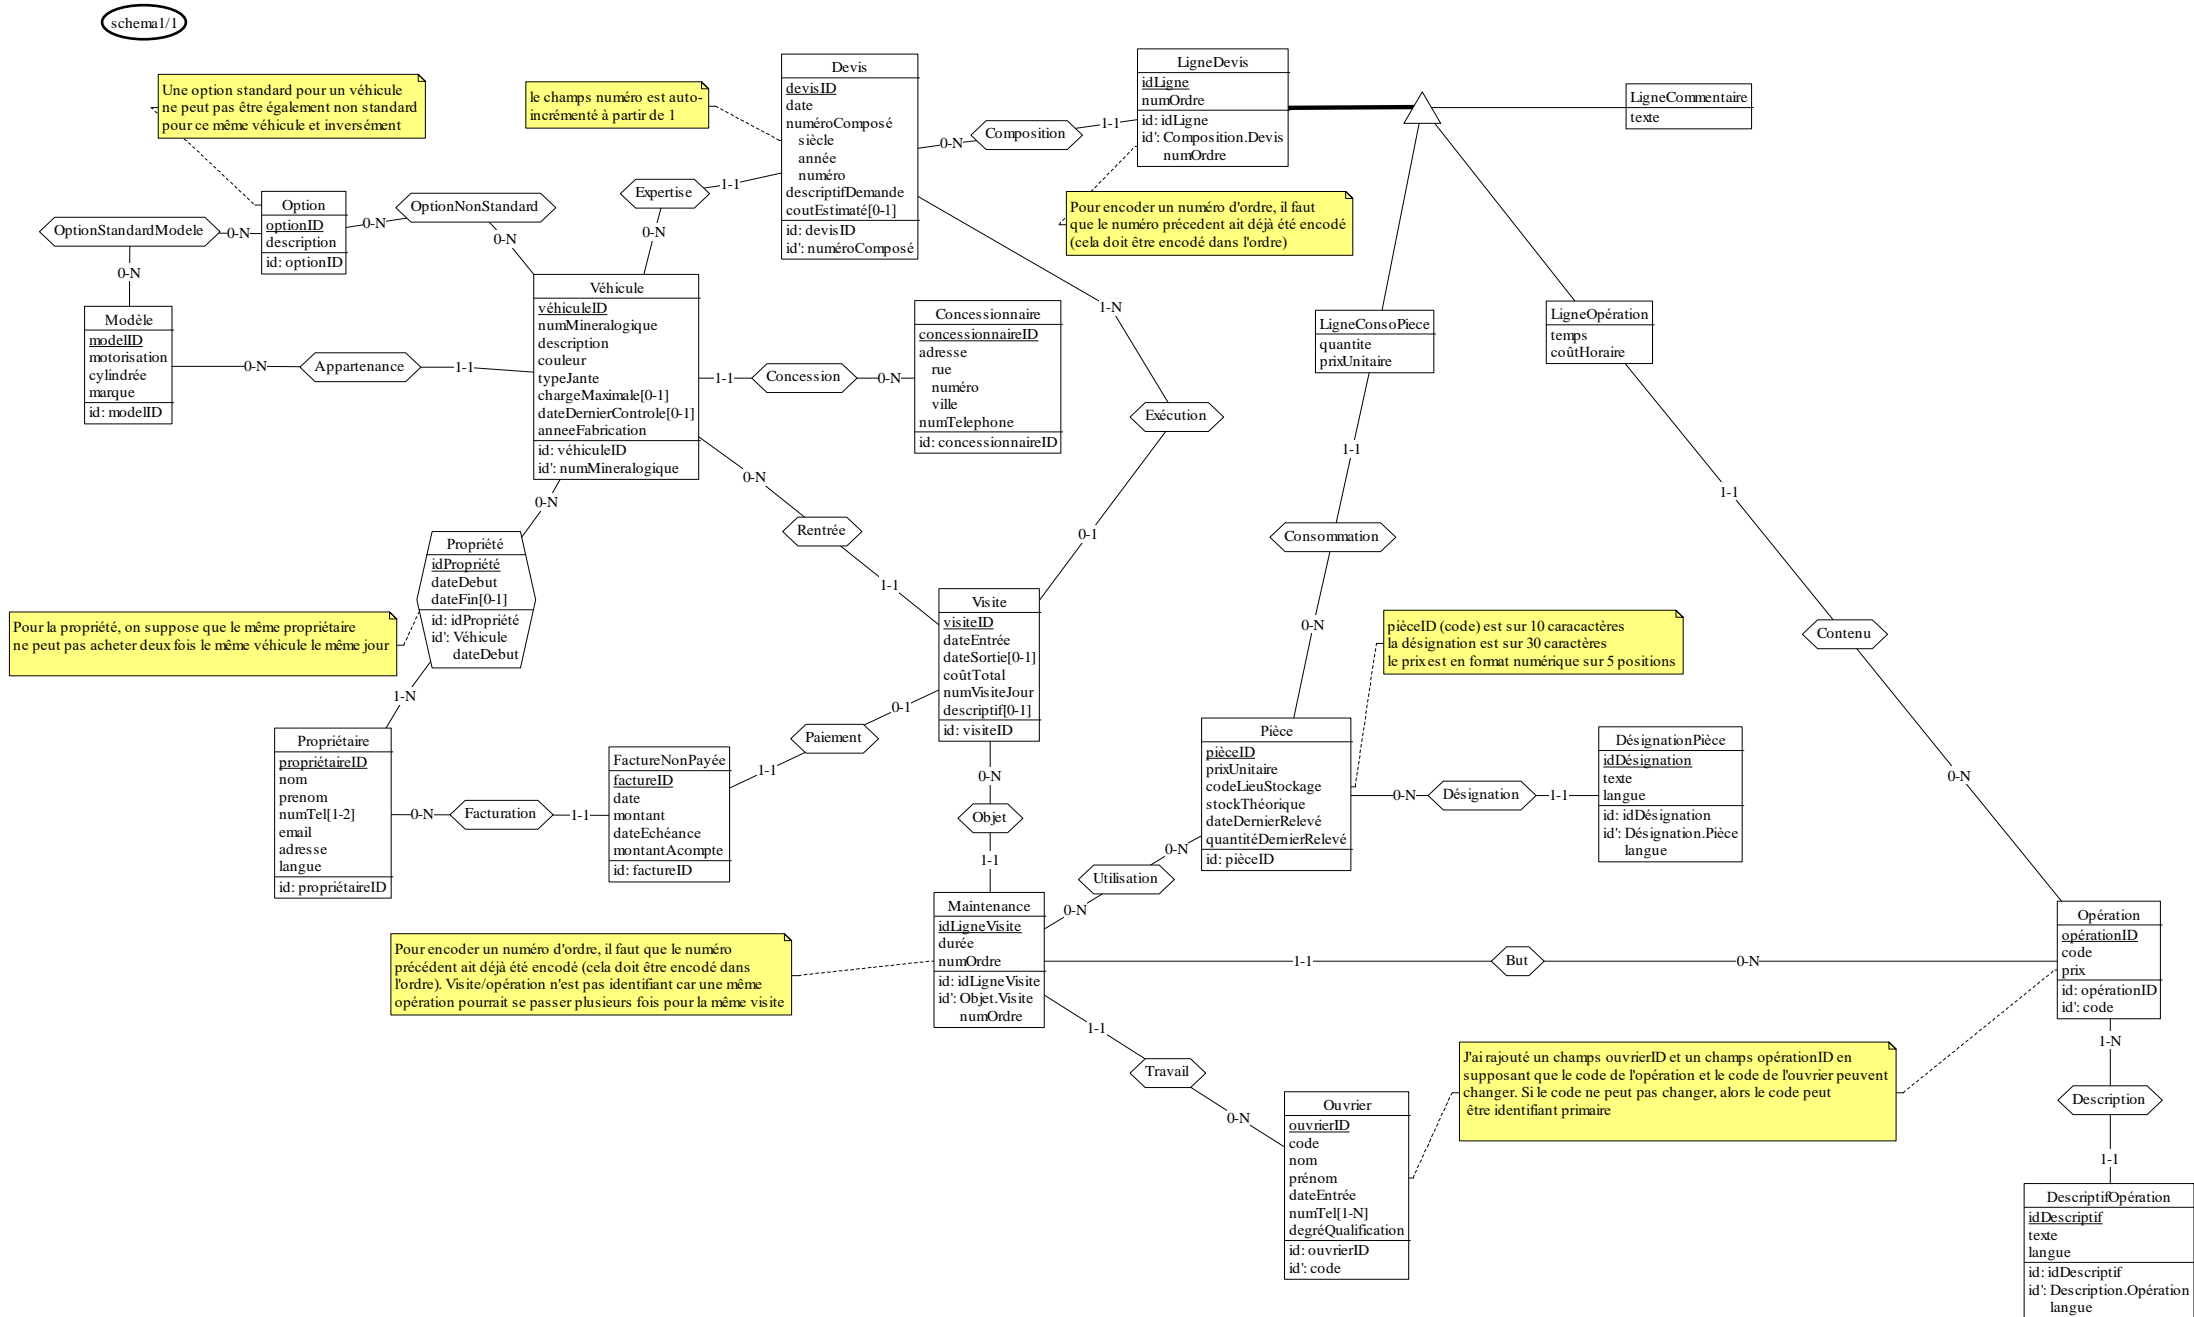 schema1/1
Une option standard pour un véhicule
ne peut pas être également non standard
pour ce même véhicule et inversément
le champs numéro est auto-
incrémenté à partir de 1
Devis
devisID
date
numéroComposé
siècle
année
numéro
descriptifDemande
coutEstimaté[0-1]
id: devisID
id': numéroComposé
0-N
Composition
1-1
LigneDevis
idLigne
numOrdre
id: idLigne
id': Composition.Devis
numOrdre
LigneCommentaire
texte
Pour encoder un numéro d'ordre, il faut
que le numéro précedent ait déjà été encodé
(cela doit être encodé dans l'ordre)
Expertise
1-1
0-N
OptionNonStandard
0-N
0-N
Option
optionID
description
id: optionID
OptionStandardModele
0-N
0-N
Modèle
modelID
motorisation
cylindrée
marque
id: modelID
0-N
Appartenance
1-1
Véhicule
véhiculeID
numMineralogique
description
couleur
typeJante
chargeMaximale[0-1]
dateDernierControle[0-1]
anneeFabrication
id: véhiculeID
id': numMineralogique
1-1
Concession
0-N
Concessionnaire
concessionnaireID
adresse
rue
numéro
ville
numTelephone
id: concessionnaireID
1-N
Exécution
0-1
LigneConsoPiece
quantite
prixUnitaire
LigneOpération
temps
coûtHoraire
1-1
Consommation
0-N
1-1
Contenu
0-N
0-N
Rentrée
1-1
0-N
Propriété
idPropriété
dateDebut
dateFin[0-1]
id: idPropriété
id': Véhicule
dateDebut
1-N
Pour la propriété, on suppose que le même propriétaire
ne peut pas acheter deux fois le même véhicule le même jour
Visite
visiteID
dateEntrée
dateSortie[0-1]
coûtTotal
numVisiteJour
descriptif[0-1]
id: visiteID
pièceID (code) est sur 10 caracactères
la désignation est sur 30 caractères
le prix est en format numérique sur 5 positions
Propriétaire
propriétaireID
nom
prenom
numTel[1-2]
email
adresse
langue
id: propriétaireID
0-N
Facturation
1-1
FactureNonPayée
factureID
date
montant
dateEchéance
montantAcompte
id: factureID
1-1
Paiement
0-1
0-N
Objet
1-1
Pièce
pièceID
prixUnitaire
codeLieuStockage
stockThéorique
dateDernierRelevé
quantitéDernierRelevé
id: pièceID
0-N
Désignation
1-1
DésignationPièce
idDésignation
texte
langue
id: idDésignation
id': Désignation.Pièce
langue
0-N
Utilisation
0-N
Maintenance
idLigneVisite
durée
numOrdre
id: idLigneVisite
id': Objet.Visite
numOrdre
Pour encoder un numéro d'ordre, il faut que le numéro
précédent ait déjà été encodé (cela doit être encodé dans
l'ordre). Visite/opération n'est pas identifiant car une même
opération pourrait se passer plusieurs fois pour la même visite
1-1
But
0-N
Opération
opérationID
code
prix
id: opérationID
id': code
1-1
Travail
0-N
Ouvrier
ouvrierID
code
nom
prénom
dateEntrée
numTel[1-N]
degréQualification
id: ouvrierID
id': code
J'ai rajouté un champs ouvrierID et un champs opérationID en
supposant que le code de l'opération et le code de l'ouvrier peuvent
changer. Si le code ne peut pas changer, alors le code peut
être identifiant primaire
1-N
Description
1-1
DescriptifOpération
idDescriptif
texte
langue
id: idDescriptif
id': Description.Opération
langue